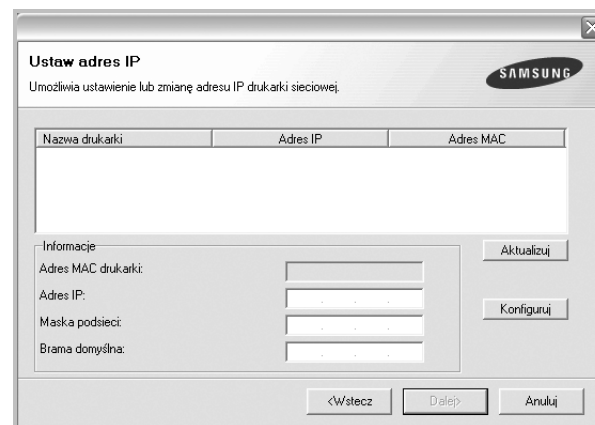 Ustaw adres IP
Umożliwia ustawienie lub zmianę adresu IP drukarki sieciowej.
SAMSUNG
Nazwa drukarki Adres IP Adres MAC
Informacje
Aktualizuj
Adres MAC drukarki:
Adres IP:
Konfiguruj
Maska podsieci:
Brama domyślna:
<Wstecz Dalej> Anuluj